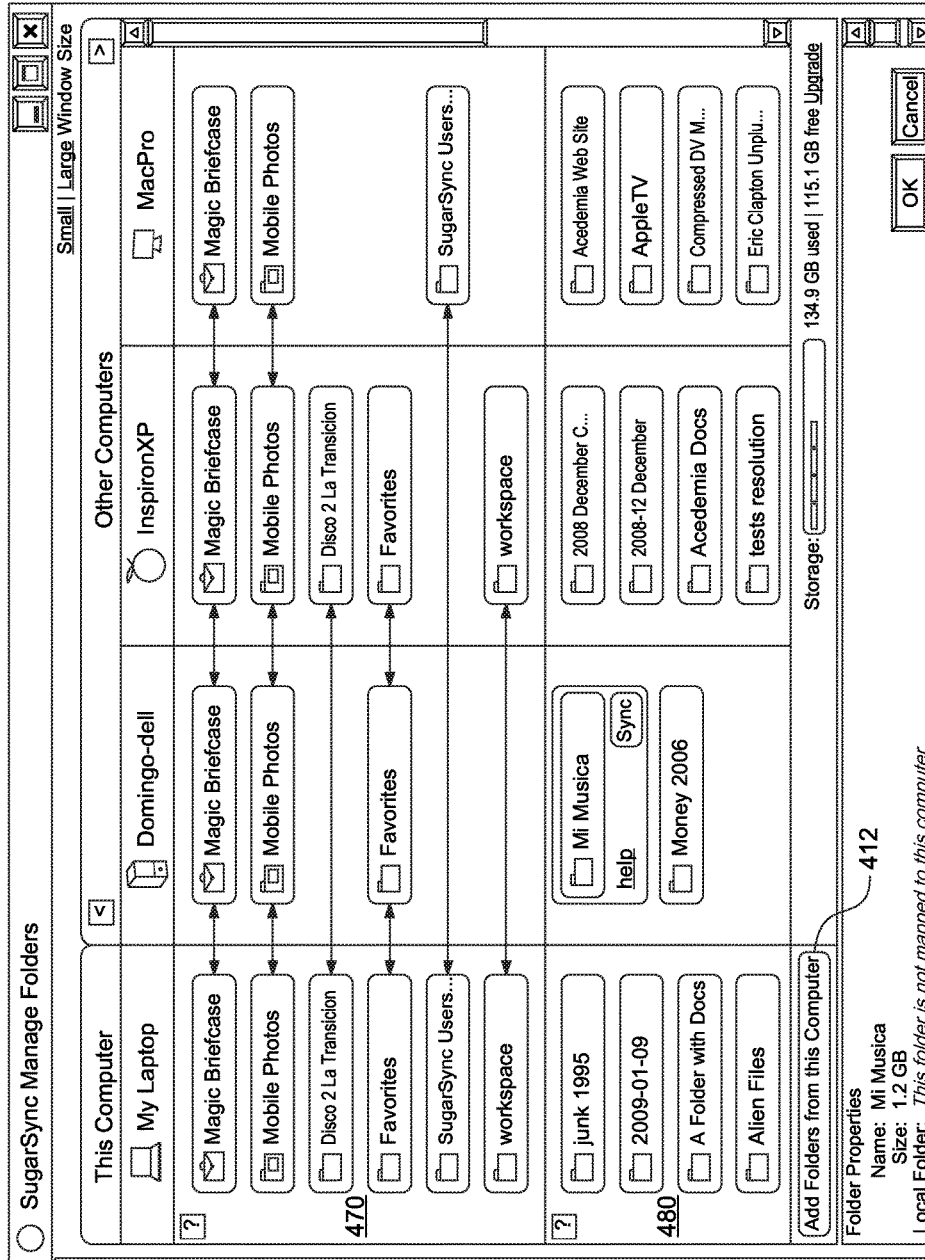 SugarSync Manage Folders
Small | Large Window Size
This Computer
Other Computers
< >
My Laptop Domingo-dell InspironXP MacPro
?
470
Magic Briefcase Magic Briefcase Magic Briefcase Magic Briefcase
Mobile Photos Mobile Photos Mobile Photos Mobile Photos
Disco 2 La Transicion Disco 2 La Transicion
Favorites Favorites Favorites
SugarSync Users... SugarSync Users...
workspace workspace
?
480
junk 1995 Mi Musica 2008 December C... Acedemia Web Site
help Sync
2009-01-09 2008-12 December AppleTV
A Folder with Docs Money 2006 Acedemia Docs Compressed DV M...
Alien Files tests resolution Eric Clapton Unplu...
Add Folders from this Computer Storage: 134.9 GB used | 115.1 GB free Upgrade
412
Folder Properties
Name: Mi Musica
Size: 1.2 GB
Local Folder: This folder is not mapped to this computer
OK Cancel